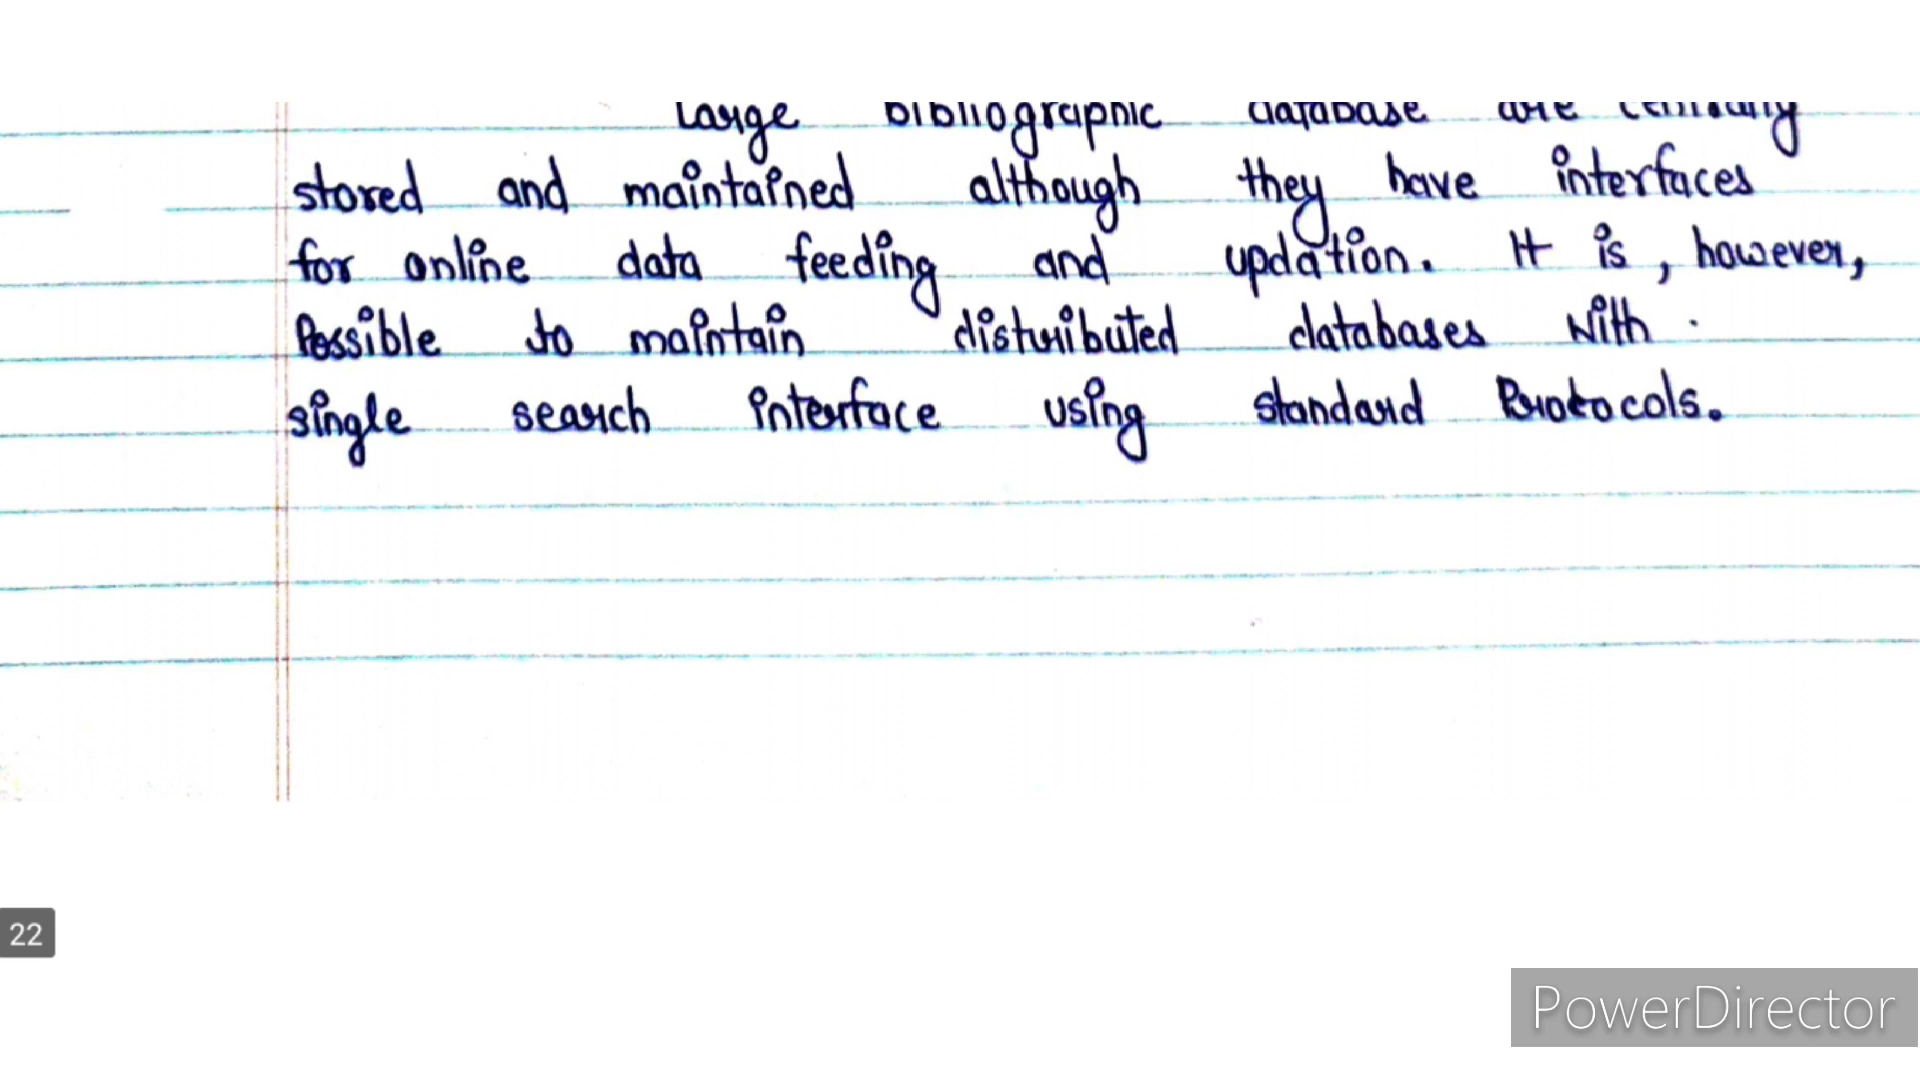 Large bibliographic database are centrally
stored and maintained although they have interfaces
for online data feeding and updation. It is, however,
Possible to maintain distributed databases with
single search interface using standard Protocols.
22
PowerDirector